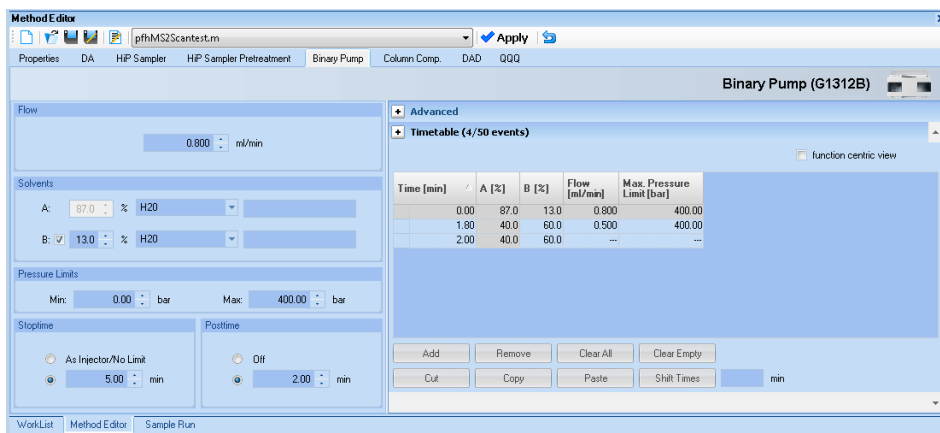 Method Editor
pfhMS2Scantest.m Apply
Properties DA HiP Sampler HiP Sampler Pretreatment Binary Pump Column Comp. DAD QQQ
Binary Pump (G1312B)
Flow
0.800 ml/min
Solvents
A: 87.0 % H20
B: 13.0 % H20
Pressure Limits
Min: 0.00 bar Max: 400.00 bar
Stoptime
As Injector/No Limit
5.00 min
Posttime
Off
2.00 min
+ Advanced
+ Timetable (4/50 events)
function centric view
Time [min] A [%] B [%] Flow [ml/min] Max. Pressure Limit [bar]
0.00 87.0 13.0 0.800 400.00
1.80 40.0 60.0 0.500 400.00
2.00 40.0 60.0 --- ---
Add Remove Clear All Clear Empty
Cut Copy Paste Shift Times min
WorkList Method Editor Sample Run